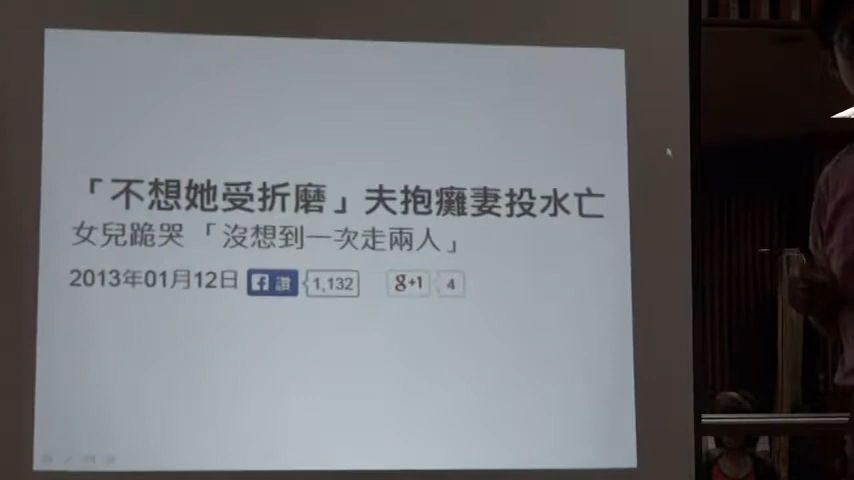 「不想她受折磨」夫抱癱妻投水亡
女兒跪哭「沒想到一次走兩人」
2013年01月12日 f 讚 1,132 g+1 4